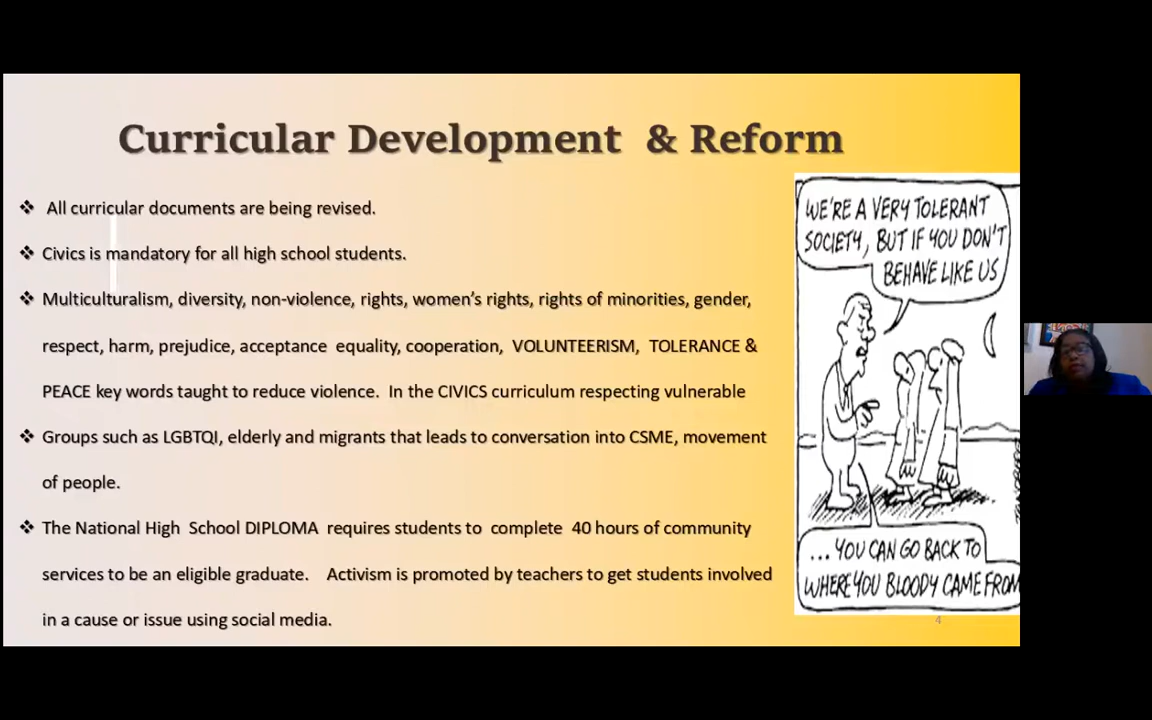 Curricular Development & Reform
❖ All curricular documents are being revised.
❖ Civics is mandatory for all high school students.
❖ Multiculturalism, diversity, non-violence, rights, women's rights, rights of minorities, gender,
respect, harm, prejudice, acceptance equality, cooperation, VOLUNTEERISM, TOLERANCE &
PEACE key words taught to reduce violence. In the CIVICS curriculum respecting vulnerable
❖ Groups such as LGBTQI, elderly and migrants that leads to conversation into CSME, movement
of people.
❖ The National High School DIPLOMA requires students to complete 40 hours of community
services to be an eligible graduate. Activism is promoted by teachers to get students involved
in a cause or issue using social media.
WE'RE A VERY TOLERANT
SOCIETY, BUT IF YOU DON'T
BEHAVE LIKE US
...YOU CAN GO BACK TO
WHERE YOU BLOODY CAME FROM
4